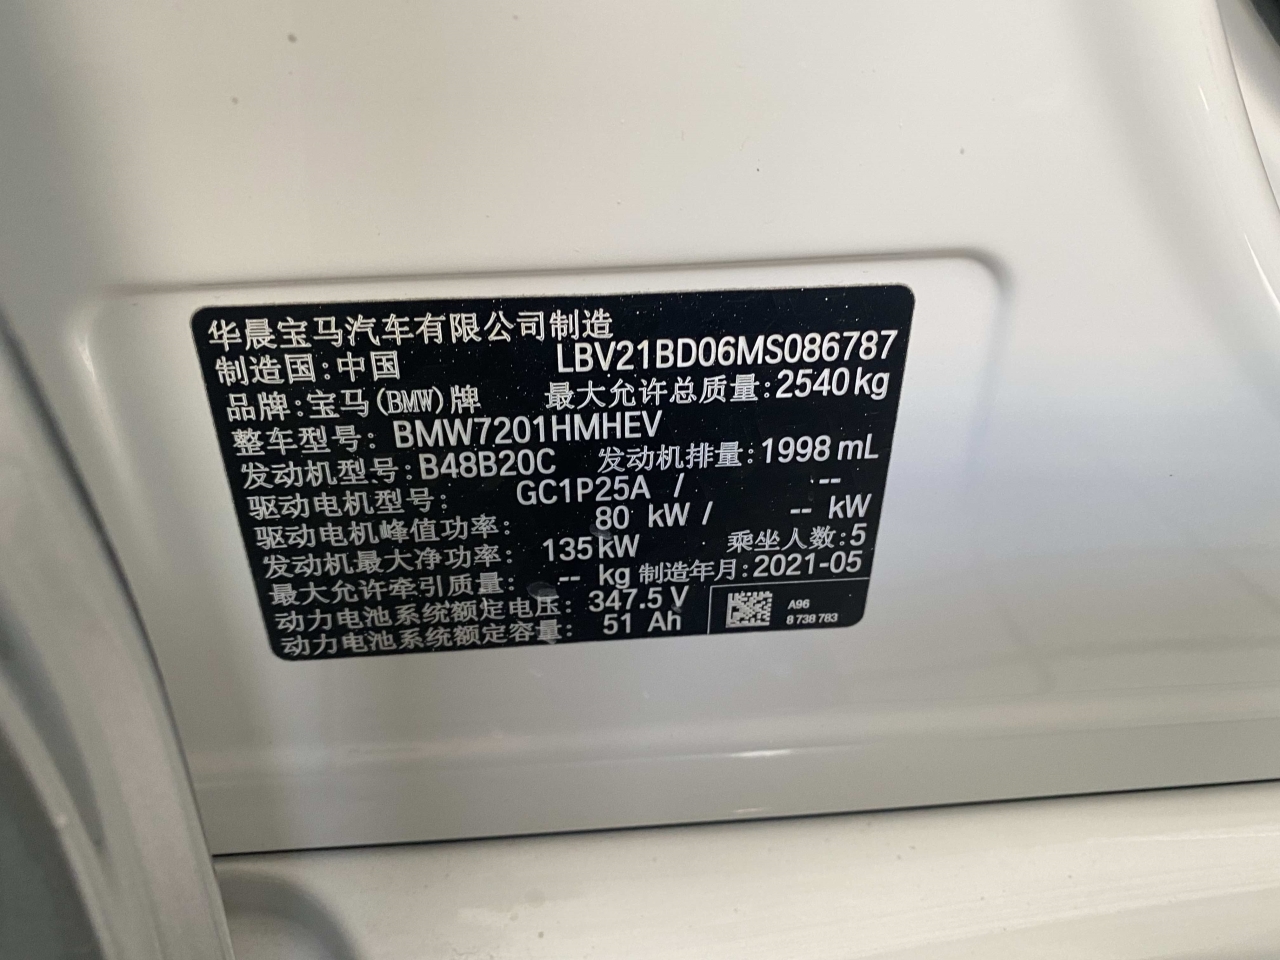 华晨宝马汽车有限公司制造
制造国:中国 LBV21BD06MS086787
品牌:宝马(BMW)牌 最大允许总质量:2540kg
整车型号: BMW7201HMHEV
发动机型号:B48B20C 发动机排量:1998 mL
驱动电机型号: GC1P25A / --
驱动电机峰值功率: 80 kW / -- kW
发动机最大净功率: 135kW 乘坐人数:5
最大允许牵引质量: -- kg 制造年月:2021-05
动力电池系统额定电压: 347.5 V
动力电池系统额定容量: 51 Ah
A96
8 738 783